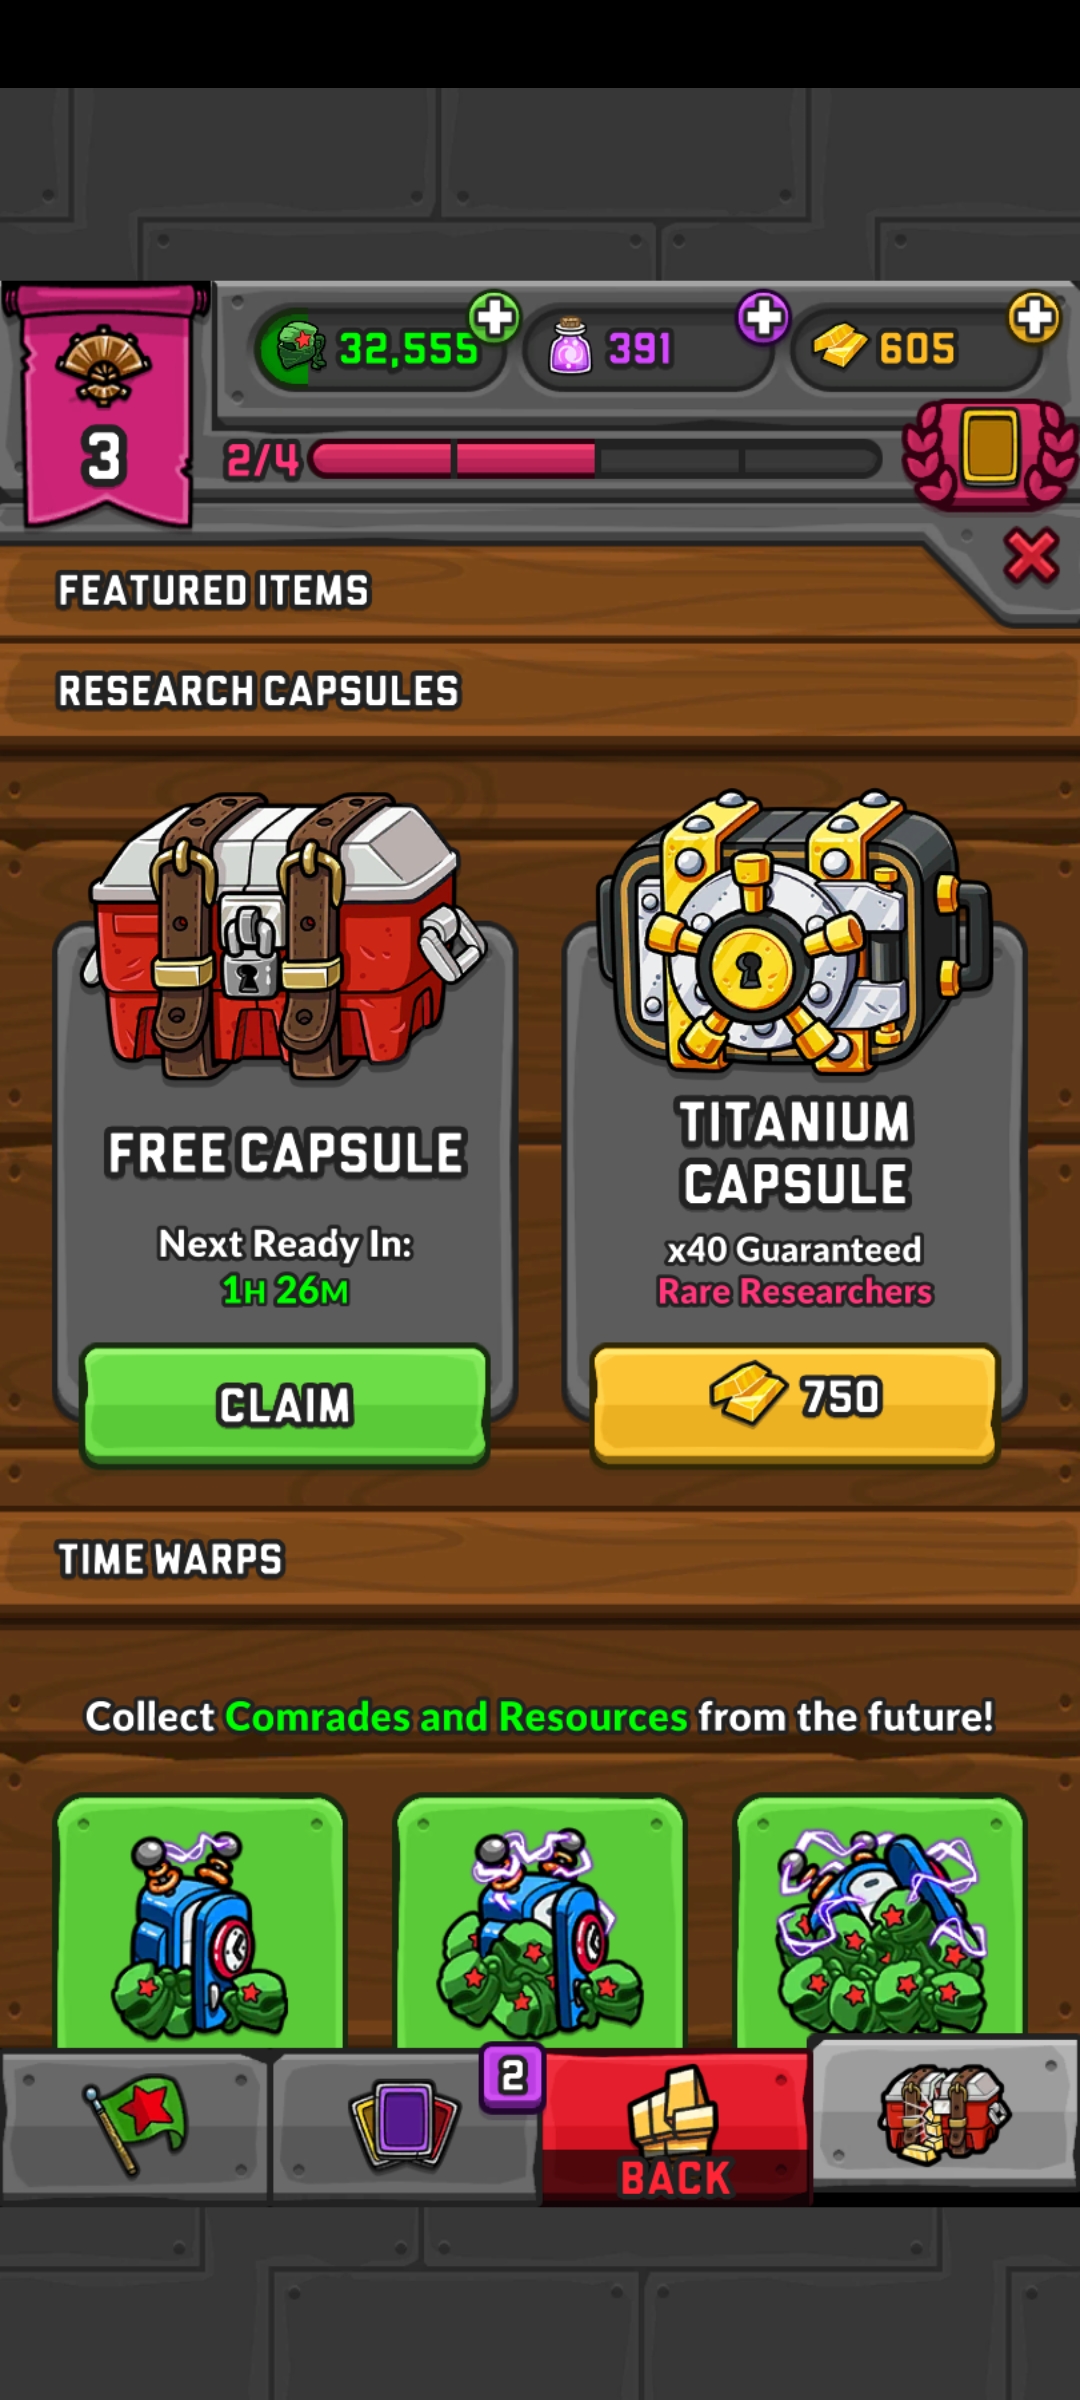 32,555
391
605
3
2/4
FEATURED ITEMS
RESEARCH CAPSULES
FREE CAPSULE
Next Ready In:
1H 26M
CLAIM
TITANIUM
CAPSULE
x40 Guaranteed
Rare Researchers
750
TIME WARPS
Collect Comrades and Resources from the future!
2
BACK